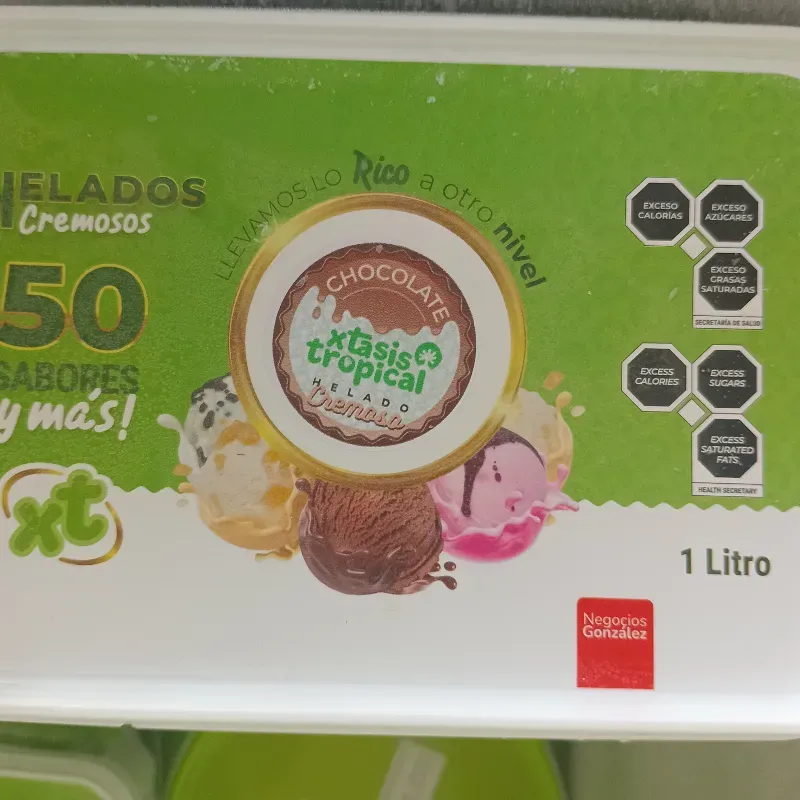 HELADOS
Cremosos
50
SABORES
y más!
xt
LLEVAMOS LO Rico a otro nivel
CHOCOLATE
xtasis
tropical
HELADO
Cremoso
EXCESO
CALORÍAS
EXCESO
AZÚCARES
EXCESO
GRASAS
SATURADAS
SECRETARÍA DE SALUD
EXCESS
CALORIES
EXCESS
SUGARS
EXCESS
SATURATED
FATS
HEALTH SECRETARY
1 Litro
Negocios
González